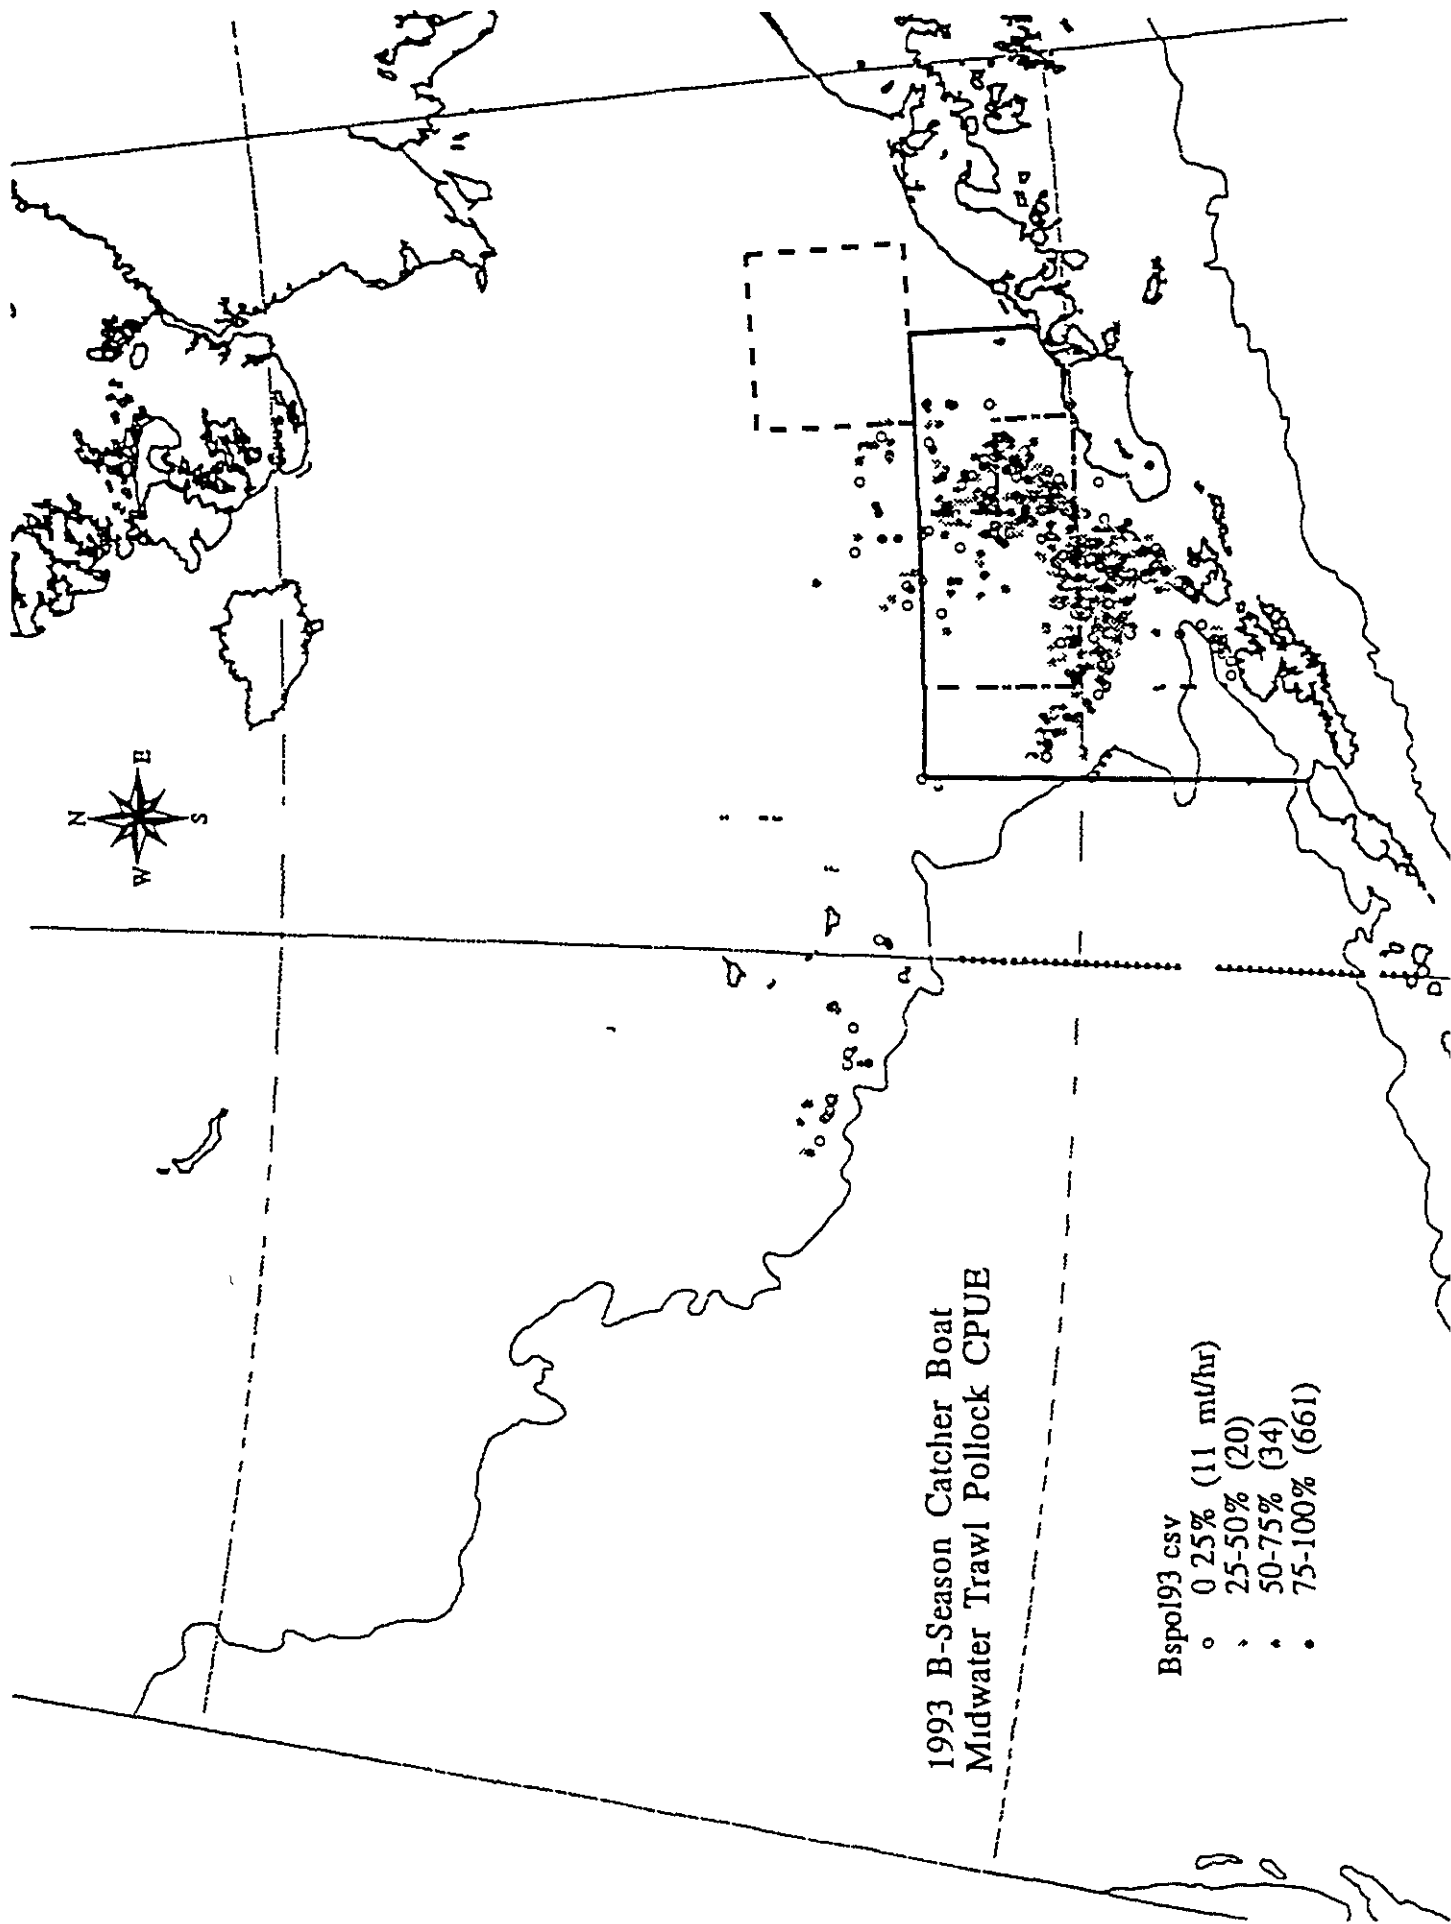 N
W
E
S
1993 B-Season Catcher Boat
Midwater Trawl Pollock CPUE
Bspol93 csv
0 25% (11 mt/hr)
25-50% (20)
50-75% (34)
75-100% (661)